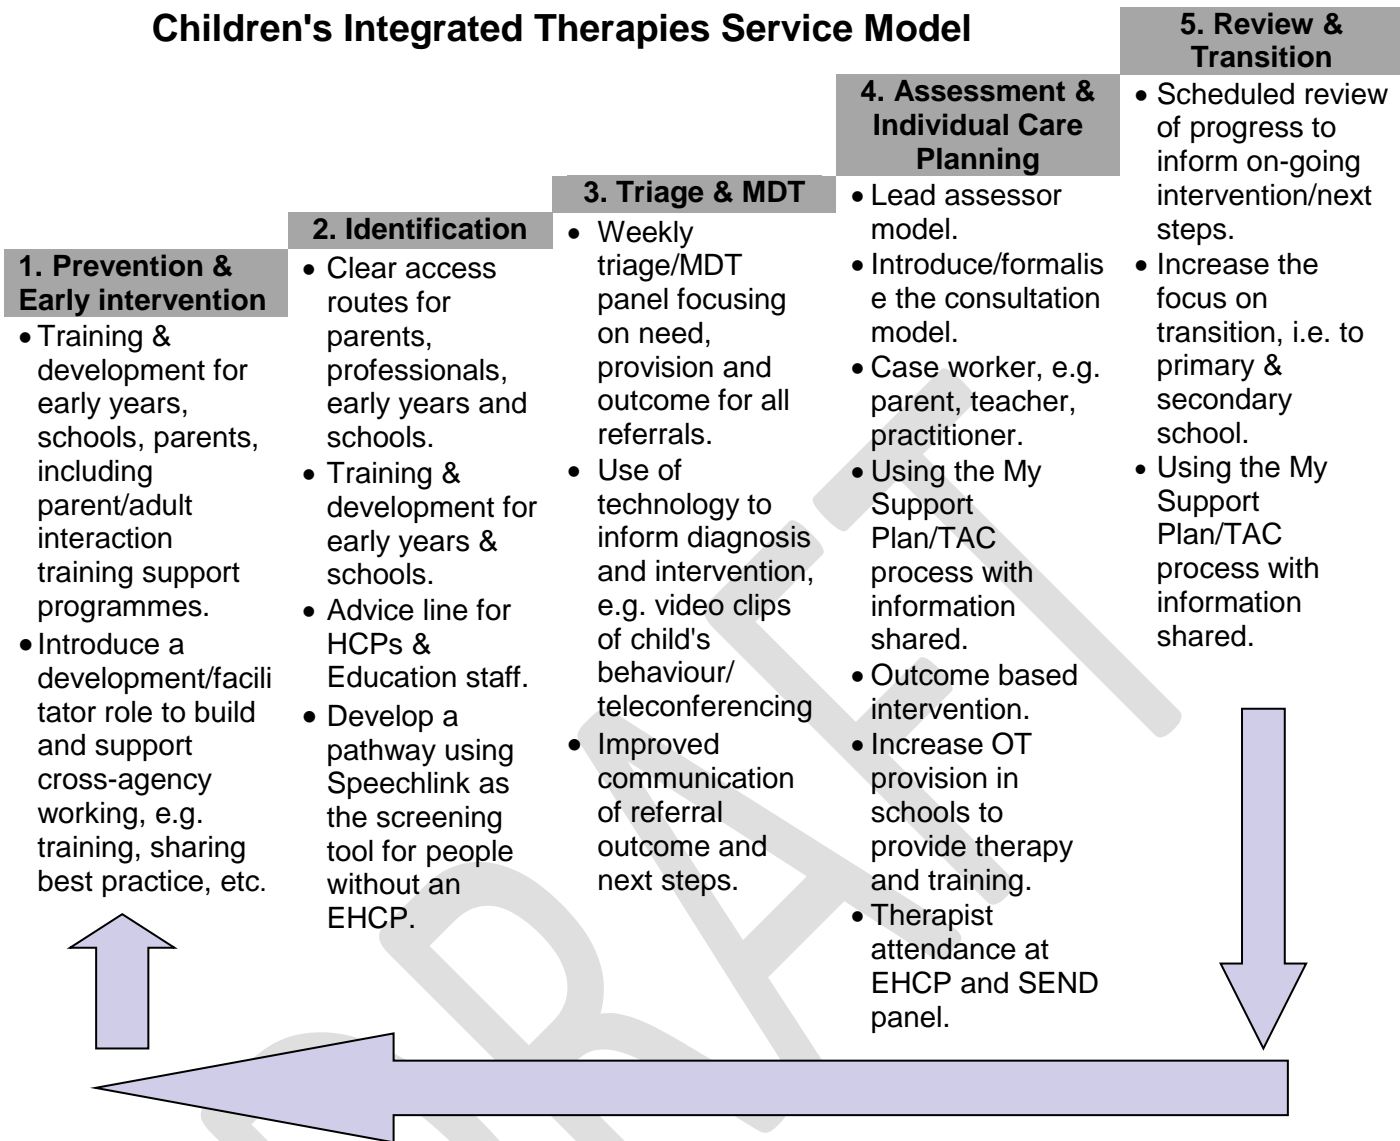 Children's Integrated Therapies Service Model
1. Prevention &
Early intervention
• Training &
development for
early years,
schools, parents,
including
parent/adult
interaction
training support
programmes.
• Introduce a
development/facili
tator role to build
and support
cross-agency
working, e.g.
training, sharing
best practice, etc.
2. Identification
• Clear access
routes for
parents,
professionals,
early years and
schools.
• Training &
development for
early years &
schools.
• Advice line for
HCPs &
Education staff.
• Develop a
pathway using
Speechlink as
the screening
tool for people
without an
EHCP.
3. Triage & MDT
• Weekly
triage/MDT
panel focusing
on need,
provision and
outcome for all
referrals.
• Use of
technology to
inform diagnosis
and intervention,
e.g. video clips
of child's
behaviour/
teleconferencing
• Improved
communication
of referral
outcome and
next steps.
4. Assessment &
Individual Care
Planning
• Lead assessor
model.
• Introduce/formalis
e the consultation
model.
• Case worker, e.g.
parent, teacher,
practitioner.
• Using the My
Support
Plan/TAC
process with
information
shared.
• Outcome based
intervention.
• Increase OT
provision in
schools to
provide therapy
and training.
• Therapist
attendance at
EHCP and SEND
panel.
5. Review &
Transition
• Scheduled review
of progress to
inform on-going
intervention/next
steps.
• Increase the
focus on
transition, i.e. to
primary &
secondary
school.
• Using the My
Support
Plan/TAC
process with
information
shared.
DRAFT